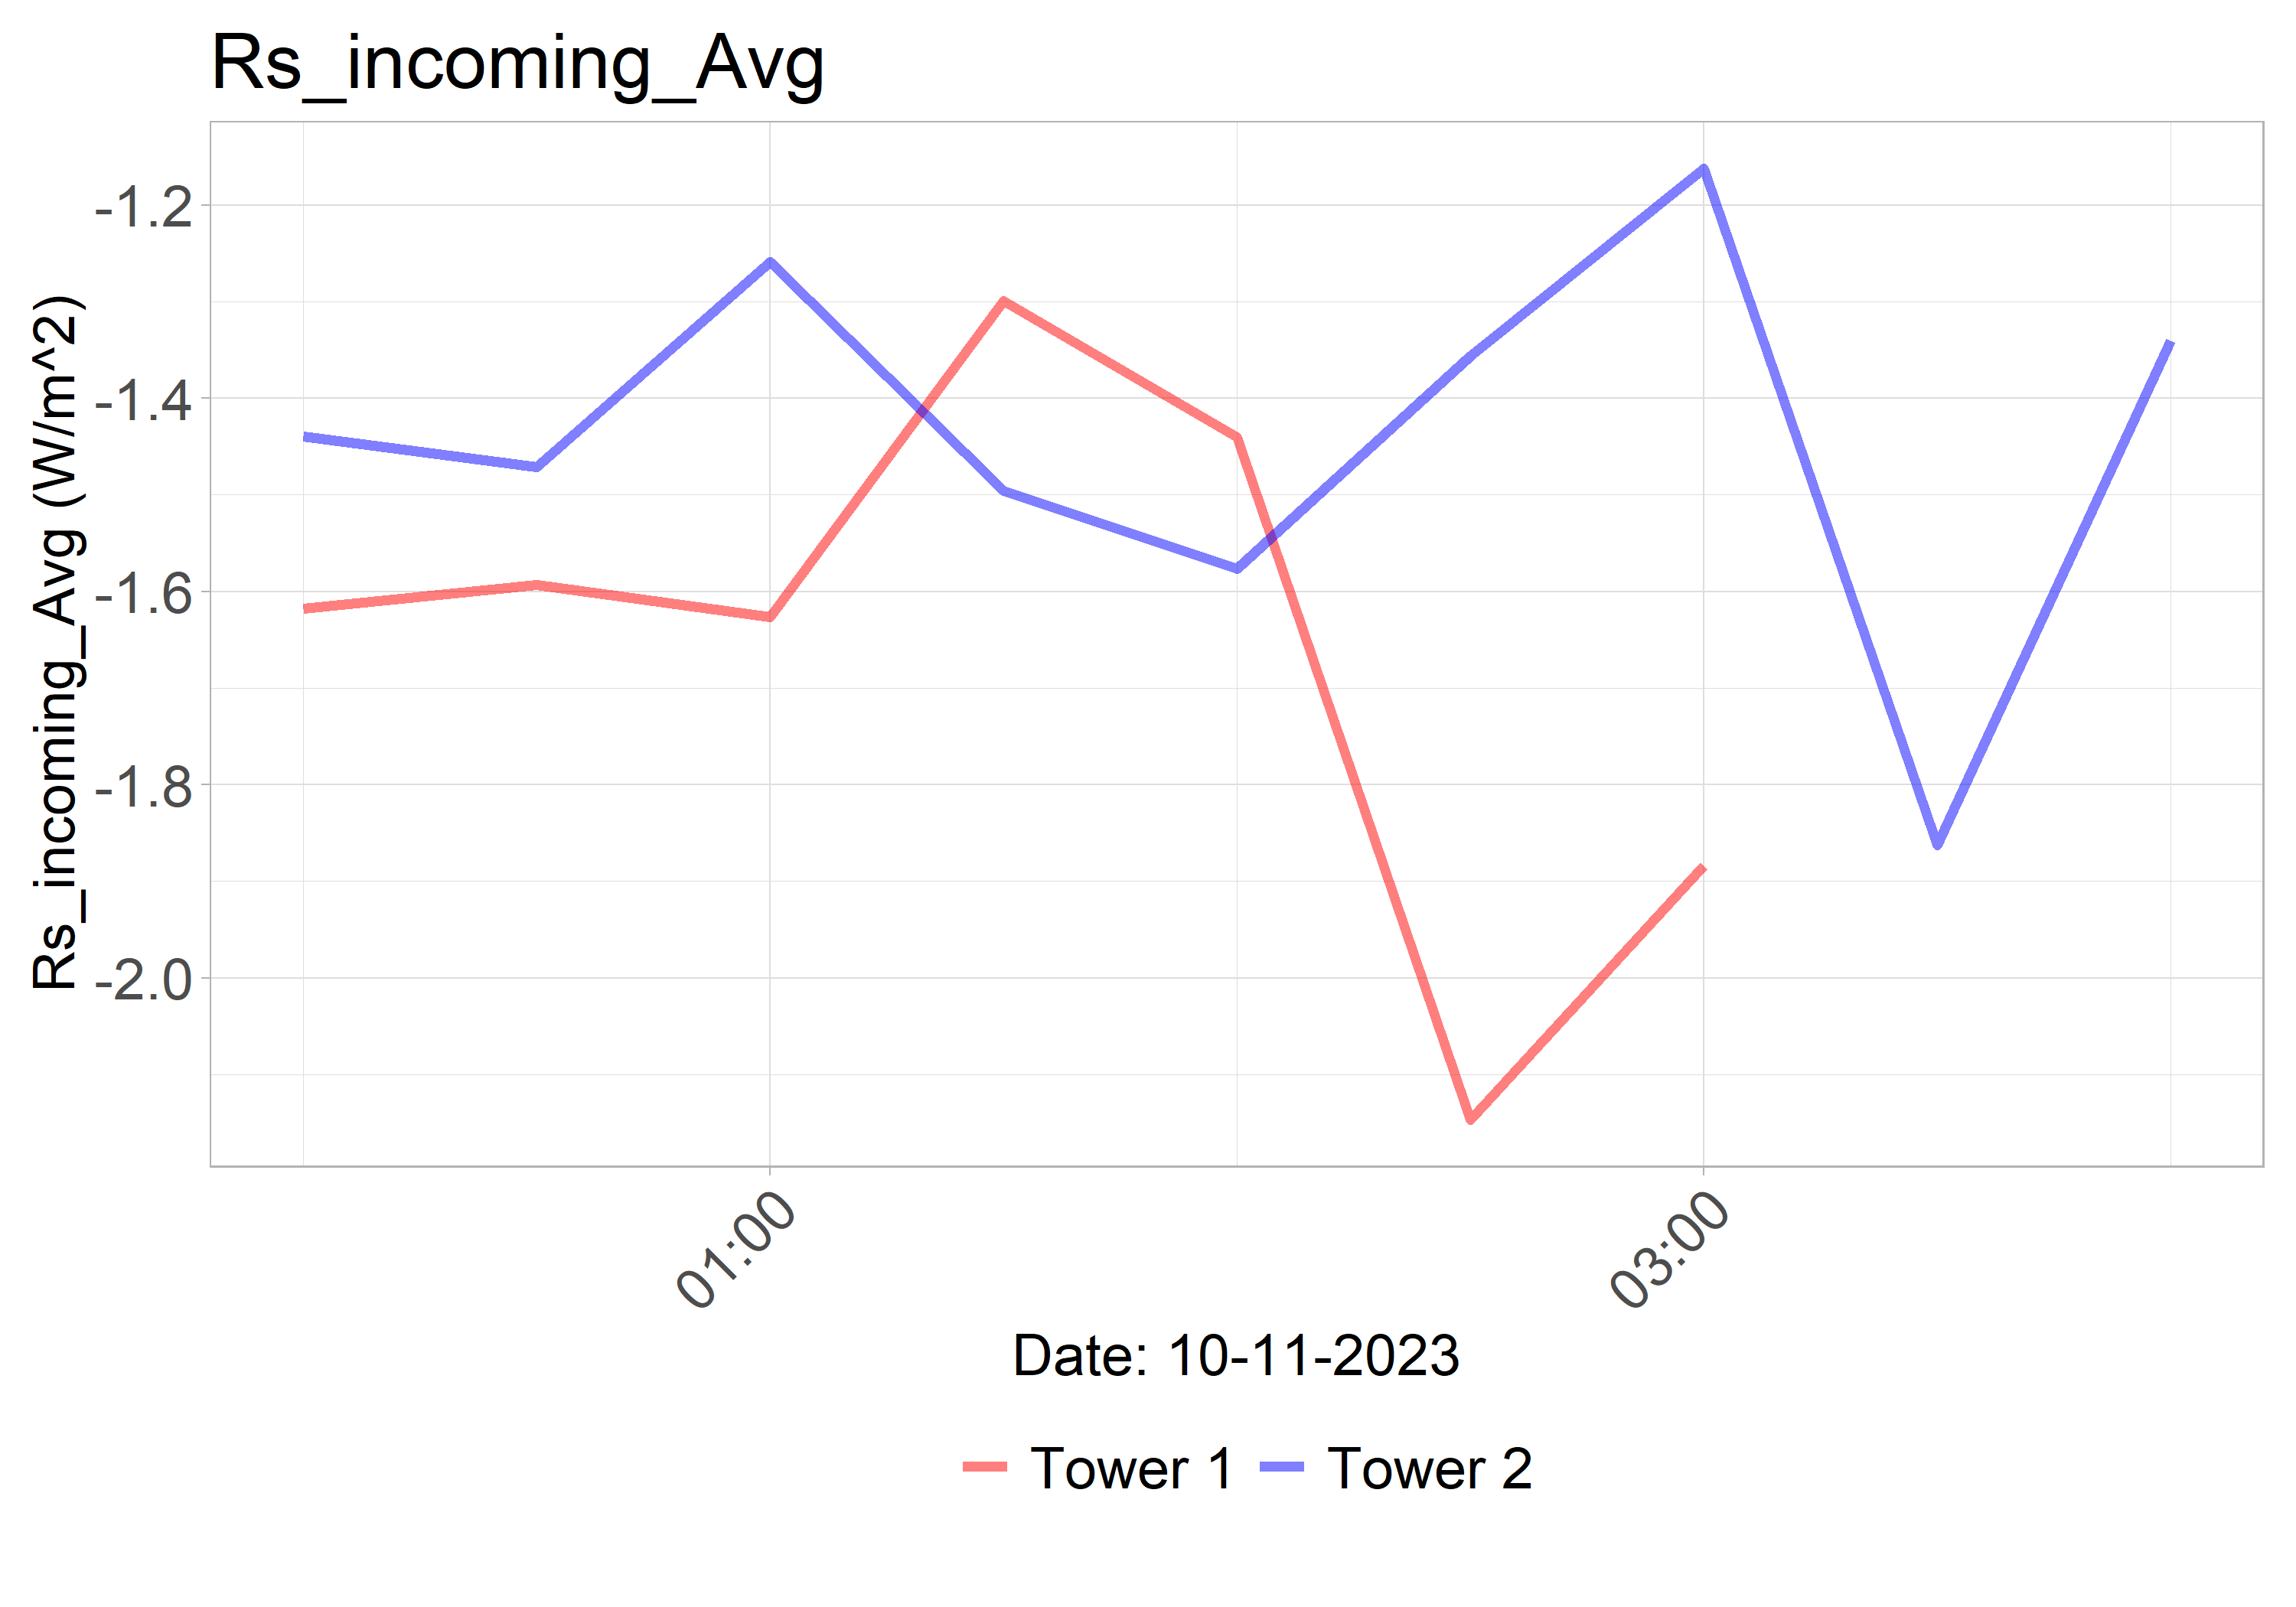 Rs_incoming_Avg
Rs_incoming_Avg (W/m^2)
-1.2
-1.4
-1.6
-1.8
-2.0
01:00
03:00
Date: 10-11-2023
Tower 1
Tower 2